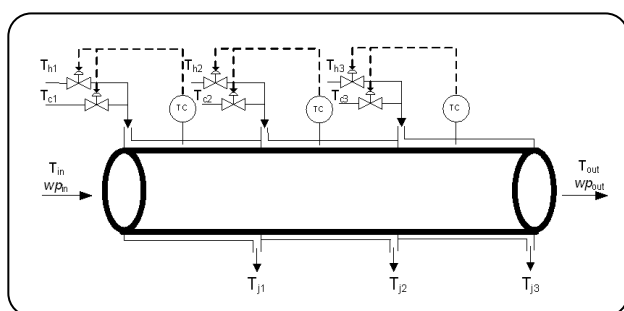 Th1
Th2
Th3
Tc1
Tc2
Tc3
TC
TC
TC
Tin
wpin
Tout
wpout
Tj1
Tj2
Tj3